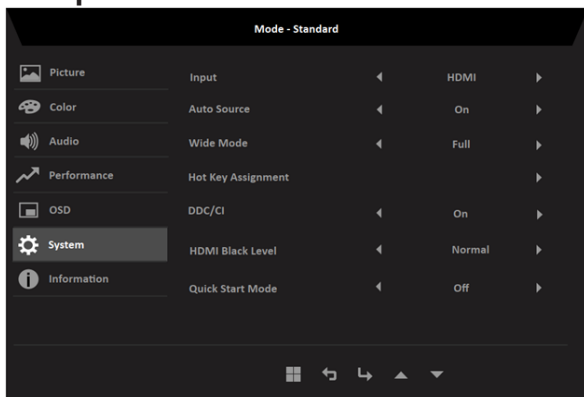 Mode - Standard
Picture
Color
Audio
Performance
OSD
System
Information
Input HDMI
Auto Source On
Wide Mode Full
Hot Key Assignment
DDC/CI On
HDMI Black Level Normal
Quick Start Mode Off